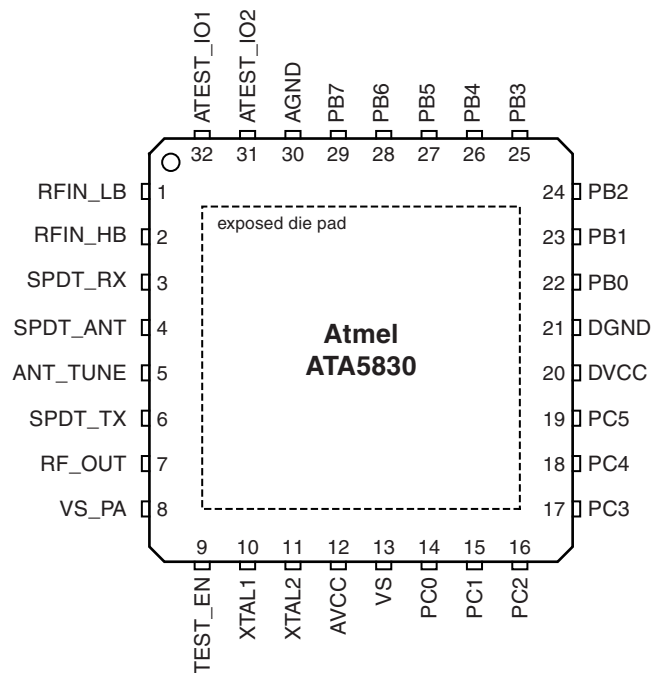 ATEST_IO1
ATEST_IO2
AGND
PB7
PB6
PB5
PB4
PB3
32 31 30 29 28 27 26 25
RFIN_LB 1
24 PB2
exposed die pad
RFIN_HB 2
23 PB1
SPDT_RX 3
22 PB0
SPDT_ANT 4
21 DGND
Atmel
ATA5830
ANT_TUNE 5
20 DVCC
SPDT_TX 6
19 PC5
RF_OUT 7
18 PC4
VS_PA 8
17 PC3
9 10 11 12 13 14 15 16
TEST_EN
XTAL1
XTAL2
AVCC
VS
PC0
PC1
PC2